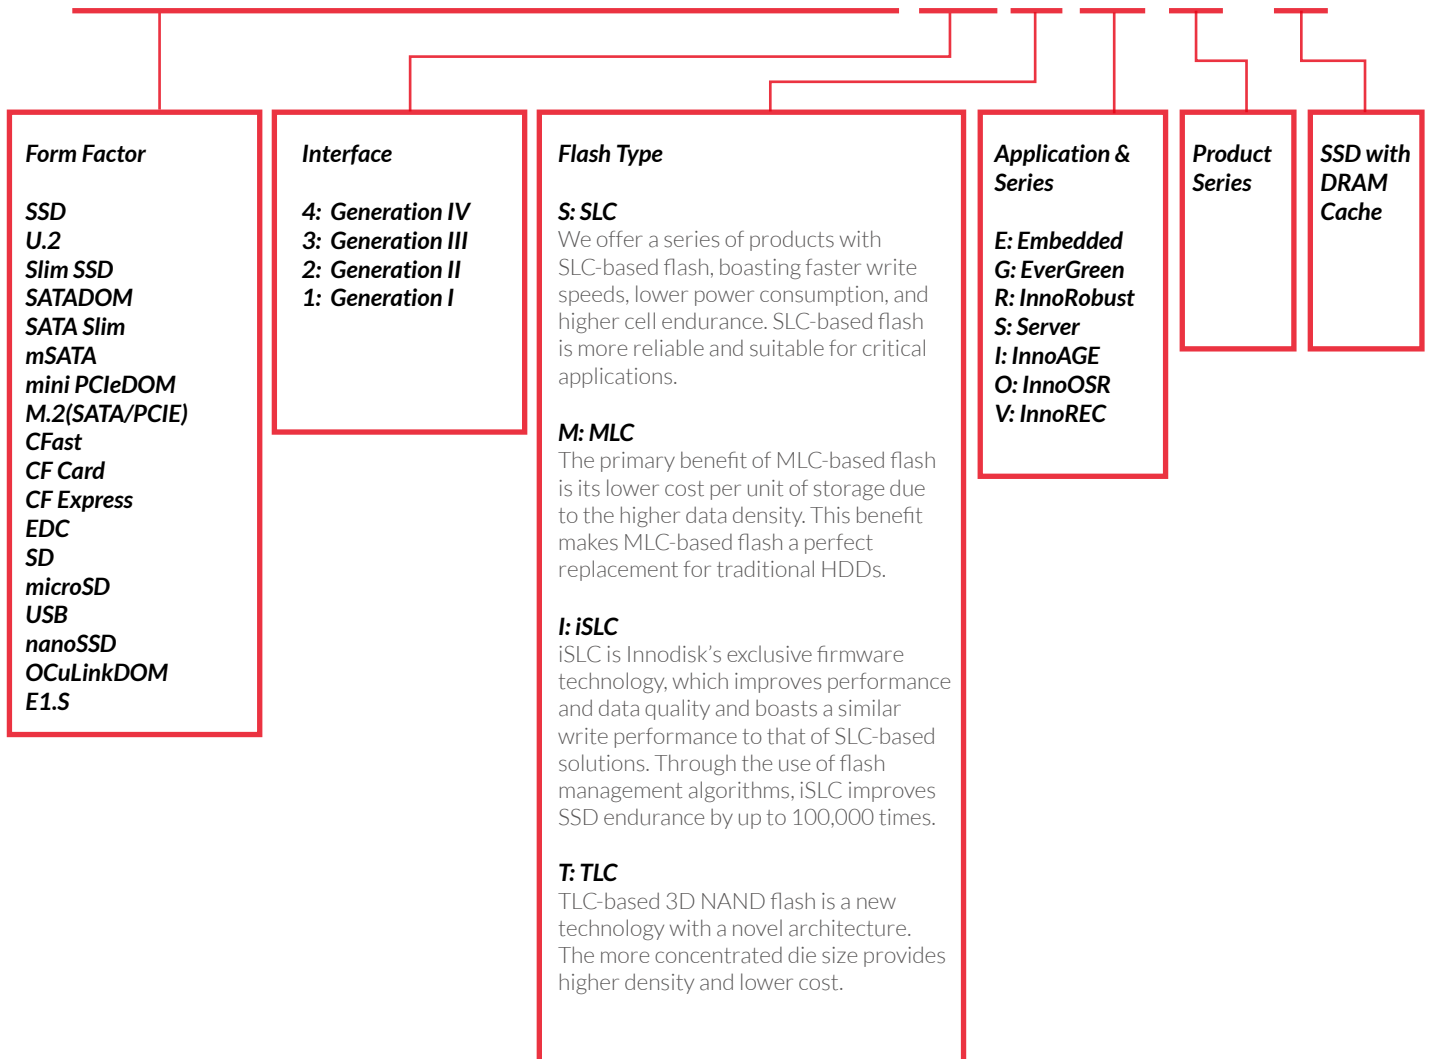 Form Factor
SSD
U.2
Slim SSD
SATADOM
SATA Slim
mSATA
mini PCIeDOM
M.2(SATA/PCIE)
CFast
CF Card
CF Express
EDC
SD
microSD
USB
nanoSSD
OCuLinkDOM
E1.S
Interface
4: Generation IV
3: Generation III
2: Generation II
1: Generation I
Flash Type
S: SLC
We offer a series of products with
SLC-based flash, boasting faster write
speeds, lower power consumption, and
higher cell endurance. SLC-based flash
is more reliable and suitable for critical
applications.
M: MLC
The primary benefit of MLC-based flash
is its lower cost per unit of storage due
to the higher data density. This benefit
makes MLC-based flash a perfect
replacement for traditional HDDs.
I: iSLC
iSLC is Innodisk’s exclusive firmware
technology, which improves performance
and data quality and boasts a similar
write performance to that of SLC-based
solutions. Through the use of flash
management algorithms, iSLC improves
SSD endurance by up to 100,000 times.
T: TLC
TLC-based 3D NAND flash is a new
technology with a novel architecture.
The more concentrated die size provides
higher density and lower cost.
Application &
Series
E: Embedded
G: EverGreen
R: InnoRobust
S: Server
I: InnoAGE
O: InnoOSR
V: InnoREC
Product
Series
SSD with
DRAM
Cache